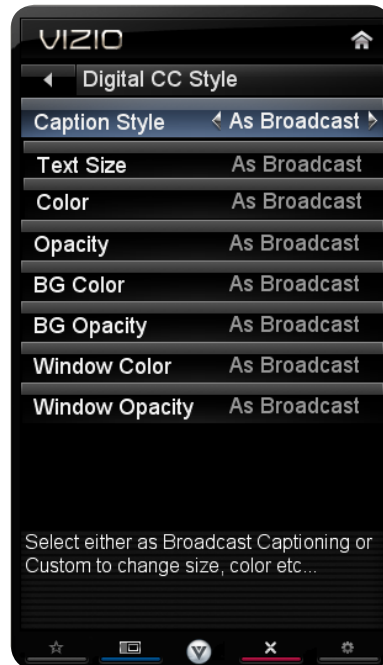 VIZIO
Digital CC Style
Caption Style As Broadcast
Text Size As Broadcast
Color As Broadcast
Opacity As Broadcast
BG Color As Broadcast
BG Opacity As Broadcast
Window Color As Broadcast
Window Opacity As Broadcast
Select either as Broadcast Captioning or
Custom to change size, color etc...
V